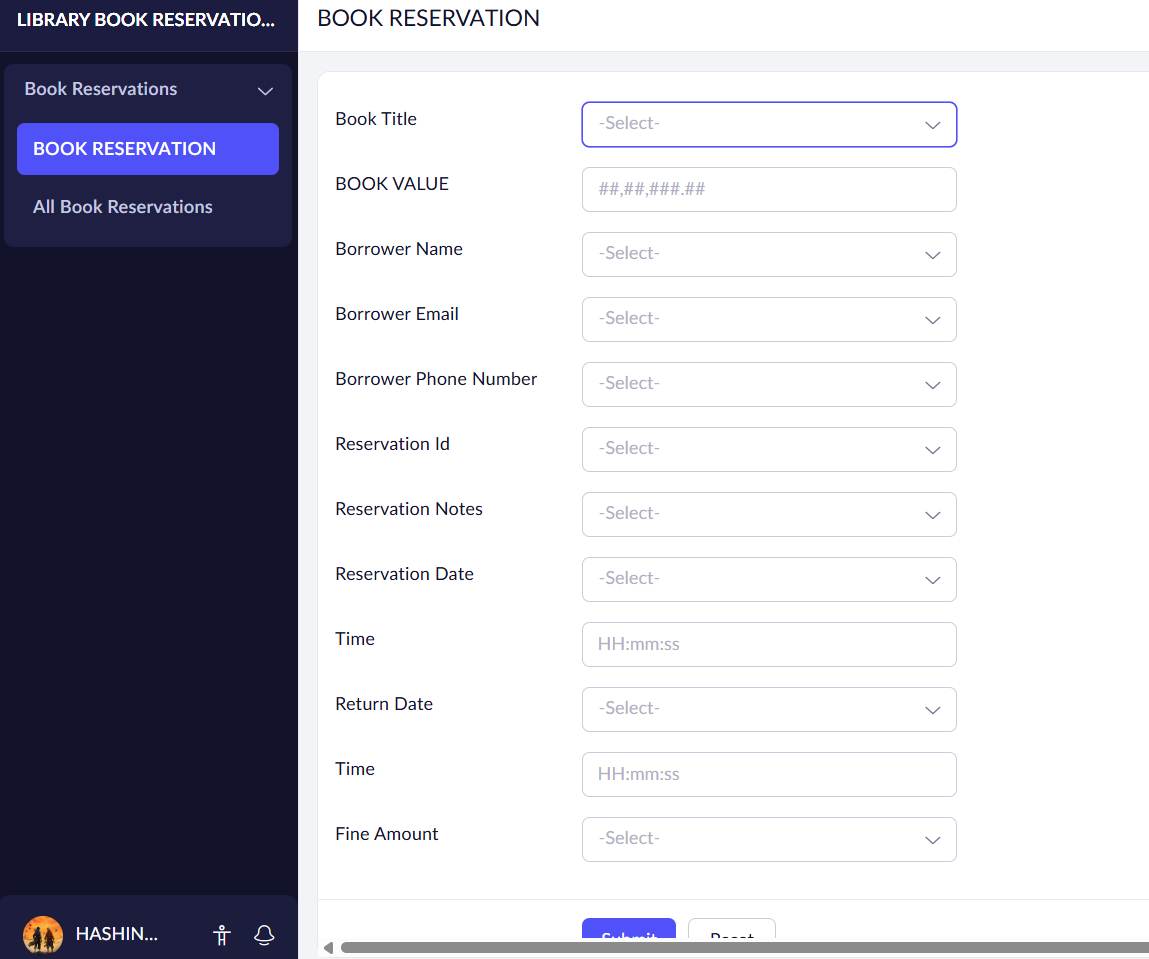 LIBRARY BOOK RESERVATIO...
Book Reservations
BOOK RESERVATION
All Book Reservations
HASHIN...
BOOK RESERVATION
Book Title
-Select-
BOOK VALUE
##,##,###.##
Borrower Name
-Select-
Borrower Email
-Select-
Borrower Phone Number
-Select-
Reservation Id
-Select-
Reservation Notes
-Select-
Reservation Date
-Select-
Time
HH:mm:ss
Return Date
-Select-
Time
HH:mm:ss
Fine Amount
-Select-
Submit
Reset